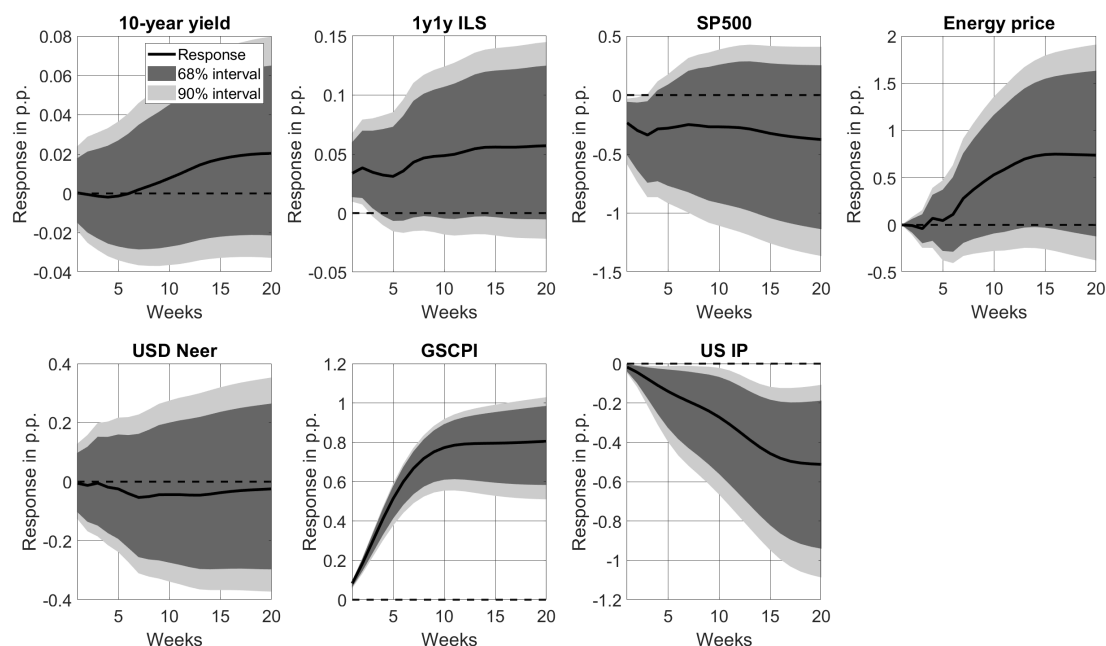 10-year yield
Response in p.p.
0.08
0.06
0.04
0.02
0
-0.02
-0.04
Response
68% interval
90% interval
5 10 15 20
Weeks
1y1y ILS
Response in p.p.
0.15
0.1
0.05
0
-0.05
5 10 15 20
Weeks
SP500
Response in p.p.
0.5
0
-0.5
-1
-1.5
5 10 15 20
Weeks
Energy price
Response in p.p.
2
1.5
1
0.5
0
-0.5
5 10 15 20
Weeks
USD Neer
Response in p.p.
0.4
0.2
0
-0.2
-0.4
5 10 15 20
Weeks
GSCPI
Response in p.p.
1.2
1
0.8
0.6
0.4
0.2
0
5 10 15 20
Weeks
US IP
Response in p.p.
0
-0.2
-0.4
-0.6
-0.8
-1
-1.2
5 10 15 20
Weeks